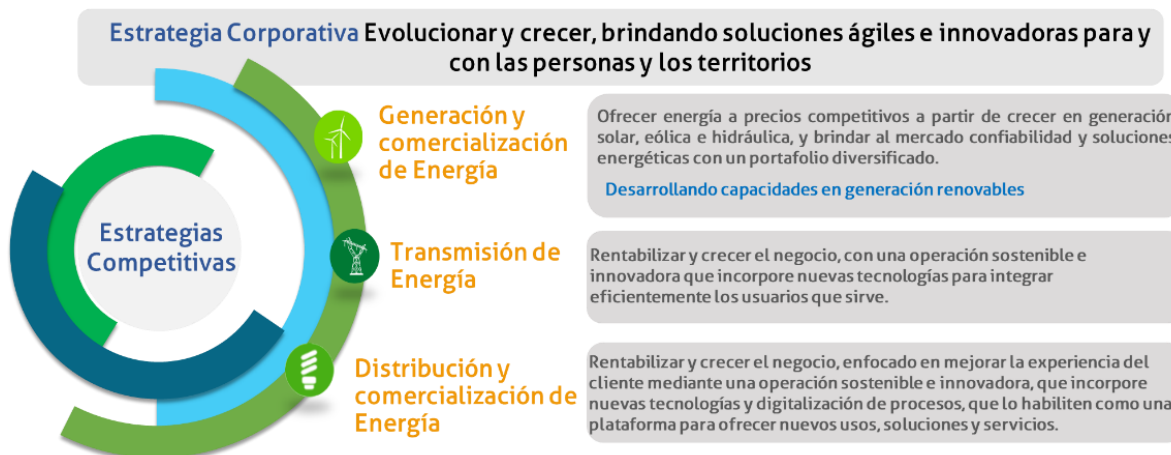 Estrategia Corporativa Evolucionar y crecer, brindando soluciones ágiles e innovadoras para y
con las personas y los territorios
Estrategias
Competitivas
Generación y
comercialización
de Energía
Ofrecer energía a precios competitivos a partir de crecer en generación
solar, eólica e hidráulica, y brindar al mercado confiabilidad y soluciones
energéticas con un portafolio diversificado.
Desarrollando capacidades en generación renovables
Transmisión de
Energía
Rentabilizar y crecer el negocio, con una operación sostenible e
innovadora que incorpore nuevas tecnologías para integrar
eficientemente los usuarios que sirve.
Distribución y
comercialización de
Energía
Rentabilizar y crecer el negocio, enfocado en mejorar la experiencia del
cliente mediante una operación sostenible e innovadora, que incorpore
nuevas tecnologías y digitalización de procesos, que lo habiliten como una
plataforma para ofrecer nuevos usos, soluciones y servicios.